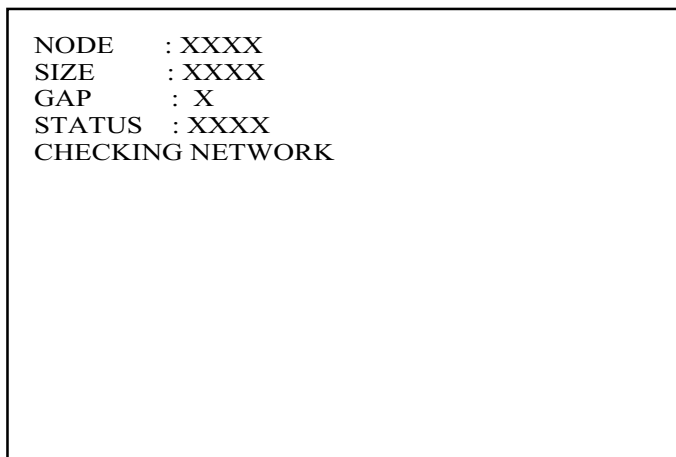 NODE : XXXX
SIZE : XXXX
GAP : X
STATUS : XXXX
CHECKING NETWORK